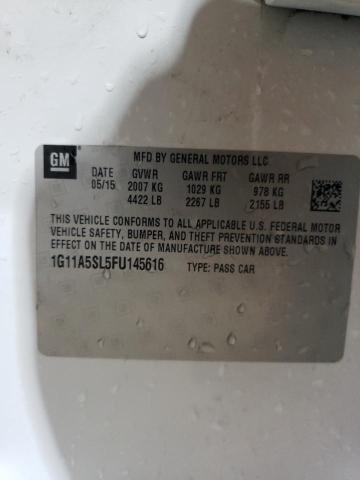 GM
MFD BY GENERAL MOTORS LLC
DATE GVWR GAWR FRT GAWR RR
05/15 2007 KG 1029 KG 978 KG
4422 LB 2267 LB 2155 LB
THIS VEHICLE CONFORMS TO ALL APPLICABLE U.S. FEDERAL MOTOR
VEHICLE SAFETY, BUMPER, AND THEFT PREVENTION STANDARDS IN
EFFECT ON THE DATE OF MANUFACTURE SHOWN ABOVE.
1G11A5SL5FU145616 TYPE: PASS CAR